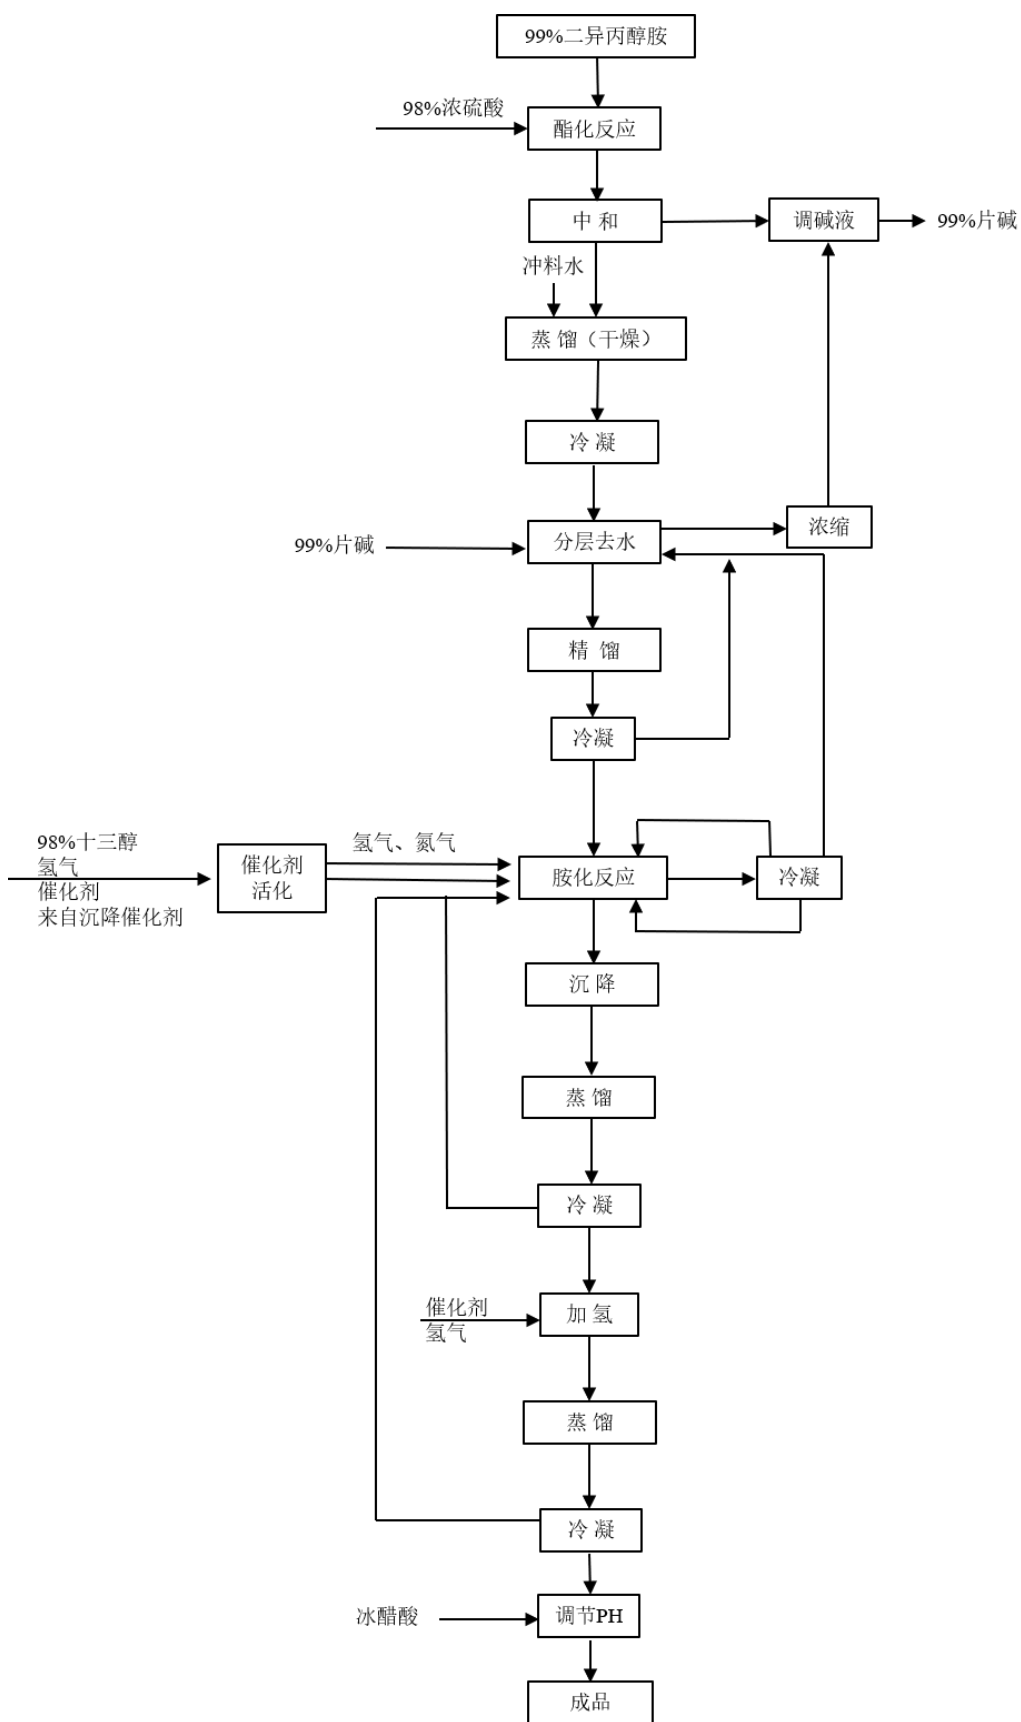 99%二异丙醇胺
98%浓硫酸
酯化反应
中 和
调碱液
99%片碱
冲料水
蒸 馏（干燥）
冷 凝
99%片碱
分层去水
浓缩
精 馏
冷凝
98%十三醇
氢气
催化剂
来自沉降催化剂
催化剂
活化
氢气、氮气
胺化反应
冷凝
沉 降
蒸 馏
冷 凝
催化剂
氢气
加 氢
蒸 馏
冷 凝
冰醋酸
调节PH
成品